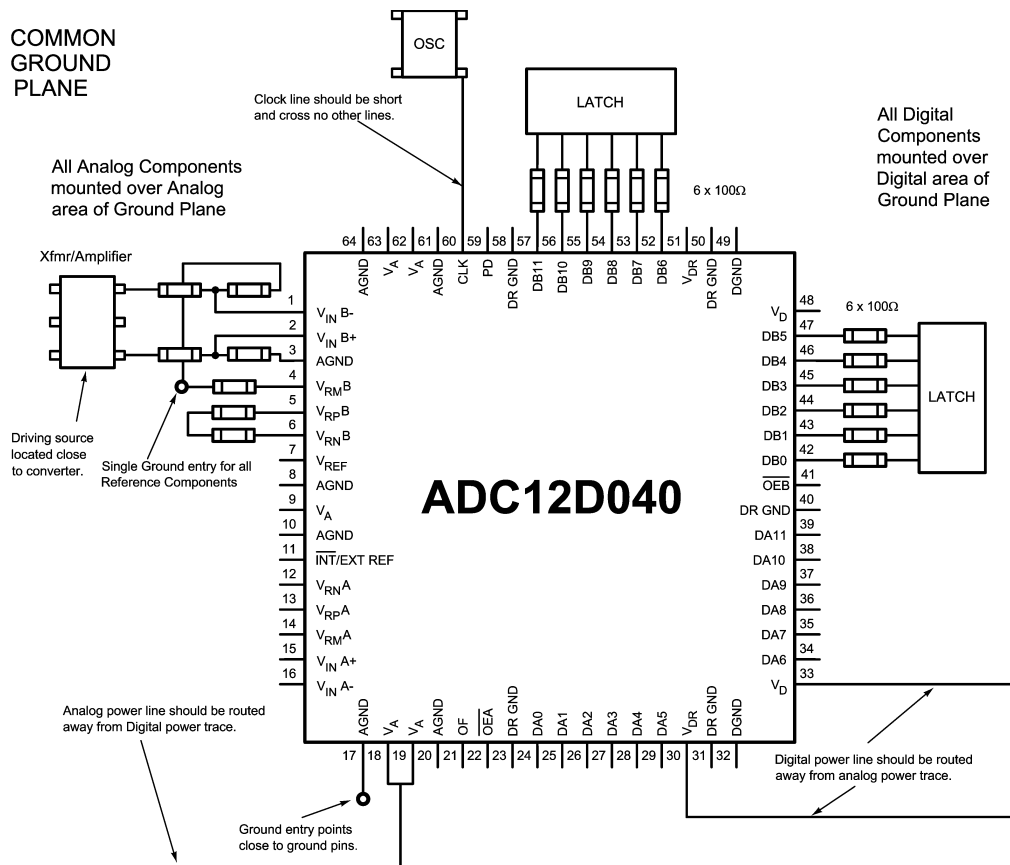 COMMON
GROUND
PLANE
OSC
Clock line should be short
and cross no other lines.
LATCH
6 x 100Ω
All Digital
Components
mounted over
Digital area of
Ground Plane
All Analog Components
mounted over Analog
area of Ground Plane
Xfmr/Amplifier
Driving source
located close
to converter.
Single Ground entry for all
Reference Components
64 63 62 61 60 59 58 57 56 55 54 53 52 51 50 49
AGND VA VA AGND CLK PD DR GND DB11 DB10 DB9 DB8 DB7 DB6 VDR DR GND DGND
1 VIN B-
2 VIN B+
3 AGND
4 VRMB
5 VRPB
6 VRNB
7 VREF
8 AGND
9 VA
10 AGND
11 INT/EXT REF
12 VRNA
13 VRPA
14 VRMA
15 VIN A+
16 VIN A-
ADC12D040
VD 48
DB5 47
DB4 46
DB3 45
DB2 44
DB1 43
DB0 42
OEB 41
DR GND 40
DA11 39
DA10 38
DA9 37
DA8 36
DA7 35
DA6 34
VD 33
6 x 100Ω
LATCH
AGND VA VA AGND OF OEA DR GND DA0 DA1 DA2 DA3 DA4 DA5 VDR DR GND DGND
17 18 19 20 21 22 23 24 25 26 27 28 29 30 31 32
Analog power line should be routed
away from Digital power trace.
Ground entry points
close to ground pins.
Digital power line should be routed
away from analog power trace.